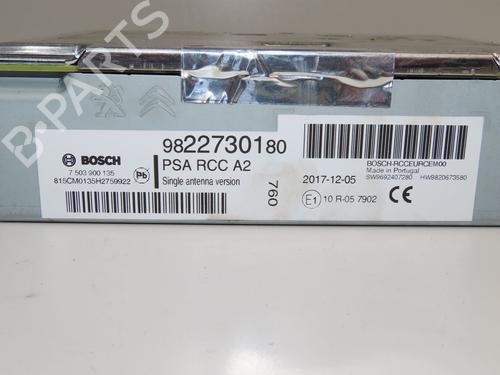 B-PARTS
BOSCH
7 503 900 135
Pb
815CM0135H2759922
9822730180
PSA RCC A2
Single antenna version
760
BOSCH-RCCEURCEM00
Made in Portugal
2017-12-05
SW9692407280 HW9820673580
E1 10 R-05 7902
CE